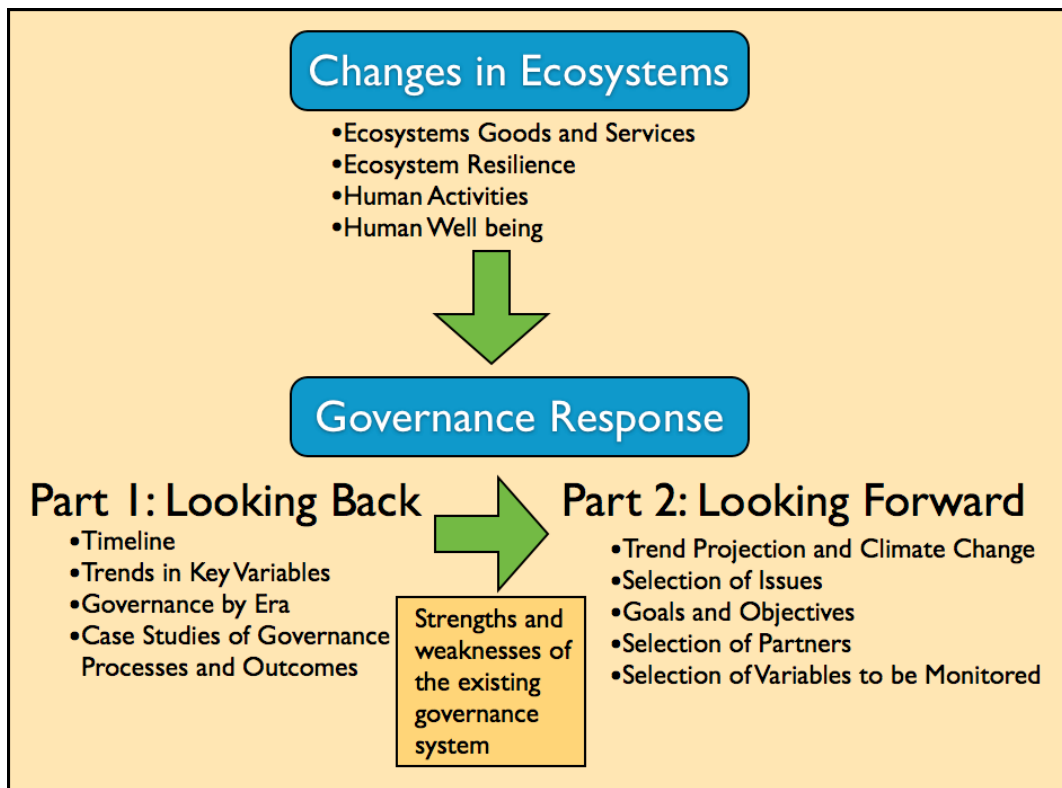 Changes in Ecosystems
•Ecosystems Goods and Services
•Ecosystem Resilience
•Human Activities
•Human Well being
Governance Response
Part 1: Looking Back
•Timeline
•Trends in Key Variables
•Governance by Era
•Case Studies of Governance
Processes and Outcomes
Strengths and
weaknesses of
the existing
governance
system
Part 2: Looking Forward
•Trend Projection and Climate Change
•Selection of Issues
•Goals and Objectives
•Selection of Partners
•Selection of Variables to be Monitored